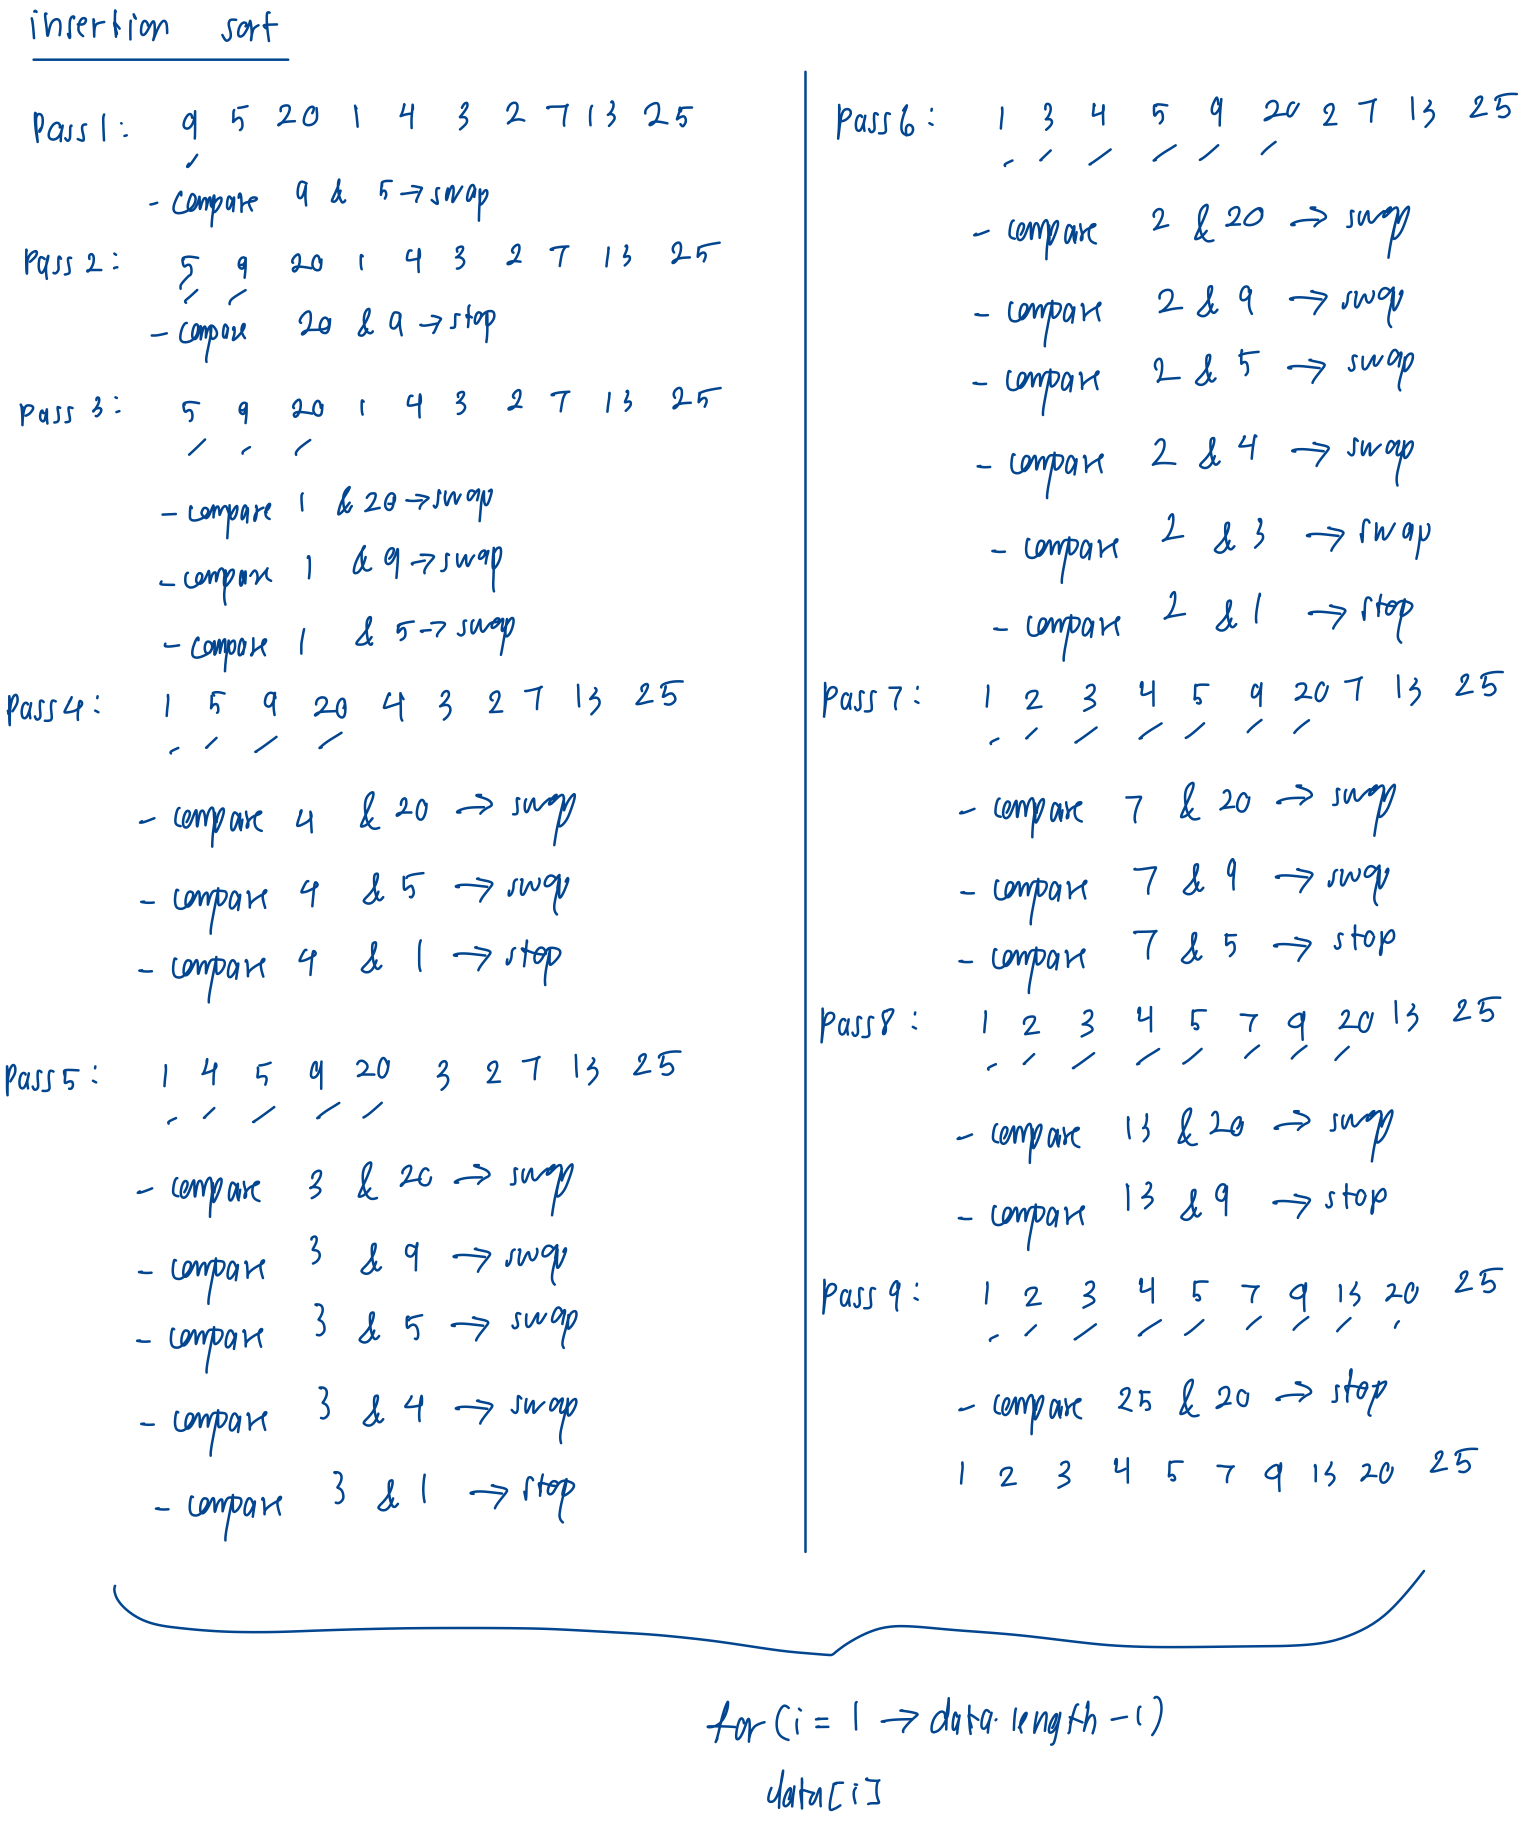 insertion sort
Pass 1: 9 5 20 1 4 3 2 7 13 25
- compare 9 & 5 → swap
Pass 2: 5 9 20 1 4 3 2 7 13 25
- compare 20 & 9 → stop
Pass 3: 5 9 20 1 4 3 2 7 13 25
- compare 1 & 20 → swap
- compare 1 & 9 → swap
- compare 1 & 5 → swap
Pass 4: 1 5 9 20 4 3 2 7 13 25
- compare 4 & 20 → swap
- compare 4 & 5 → swap
- compare 4 & 1 → stop
Pass 5: 1 4 5 9 20 3 2 7 13 25
- compare 3 & 20 → swap
- compare 3 & 9 → swap
- compare 3 & 5 → swap
- compare 3 & 4 → swap
- compare 3 & 1 → stop
Pass 6: 1 3 4 5 9 20 2 7 13 25
- compare 2 & 20 → swap
- compare 2 & 9 → swap
- compare 2 & 5 → swap
- compare 2 & 4 → swap
- compare 2 & 3 → swap
- compare 2 & 1 → stop
Pass 7: 1 2 3 4 5 9 20 7 13 25
- compare 7 & 20 → swap
- compare 7 & 9 → swap
- compare 7 & 5 → stop
Pass 8: 1 2 3 4 5 7 9 20 13 25
- compare 13 & 20 → swap
- compare 13 & 9 → stop
Pass 9: 1 2 3 4 5 7 9 13 20 25
- compare 25 & 20 → stop
1 2 3 4 5 7 9 13 20 25
for (i = 1 → data.length - 1)
data[i]